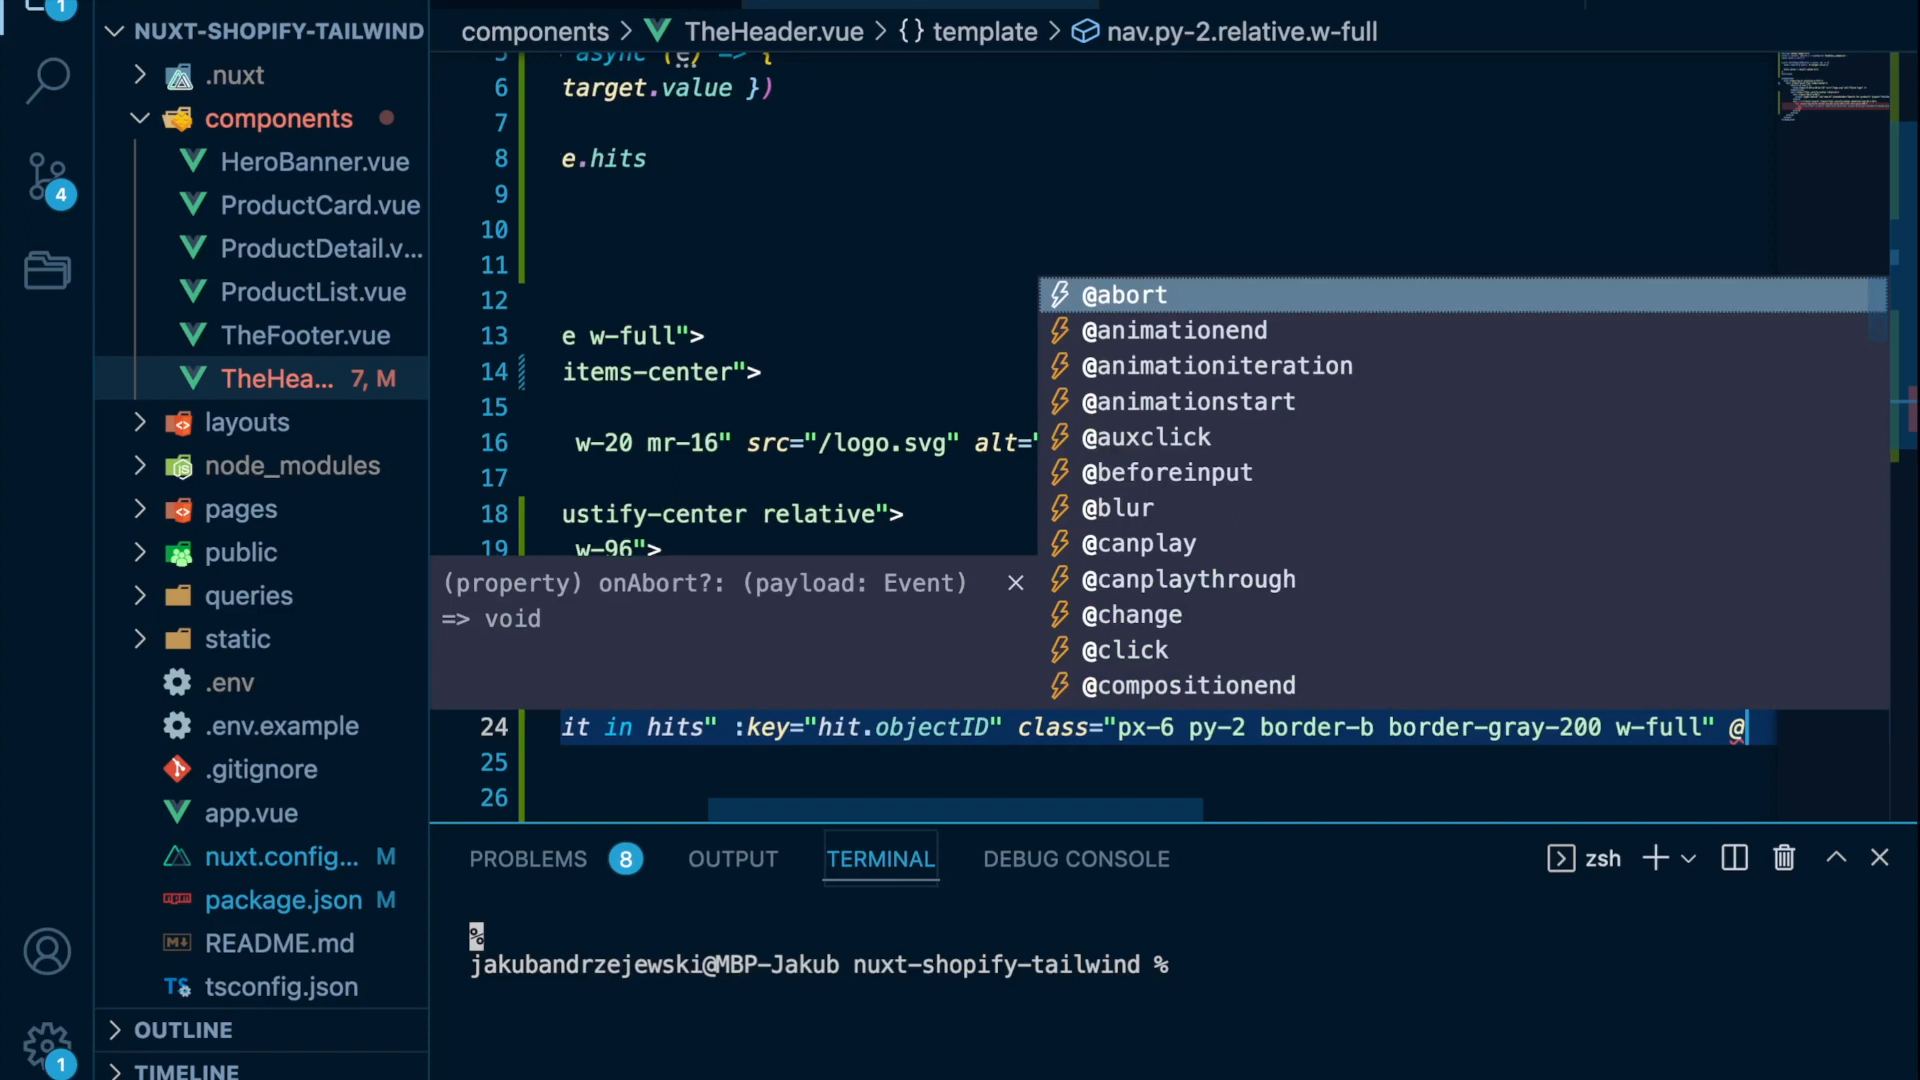 1
NUXT-SHOPIFY-TAILWIND
.nuxt
components
HeroBanner.vue
ProductCard.vue
ProductDetail.v...
ProductList.vue
TheFooter.vue
TheHea... 7, M
layouts
node_modules
pages
public
queries
static
.env
.env.example
.gitignore
app.vue
nuxt.config... M
package.json M
README.md
tsconfig.json
OUTLINE
TIMELINE
4
1
components > TheHeader.vue > {} template > nav.py-2.relative.w-full
5 async (e) => {
6 target.value })
7
8 e.hits
9
10
11
12
13 e w-full">
14 items-center">
15
16 w-20 mr-16" src="/logo.svg" alt="
17
18 ustify-center relative">
19 w-96">
(property) onAbort?: (payload: Event)
=> void
@abort
@animationend
@animationiteration
@animationstart
@auxclick
@beforeinput
@blur
@canplay
@canplaythrough
@change
@click
@compositionend
24 it in hits" :key="hit.objectID" class="px-6 py-2 border-b border-gray-200 w-full" @
25
26
PROBLEMS 8 OUTPUT TERMINAL DEBUG CONSOLE zsh
%
jakubandrzejewski@MBP-Jakub nuxt-shopify-tailwind %